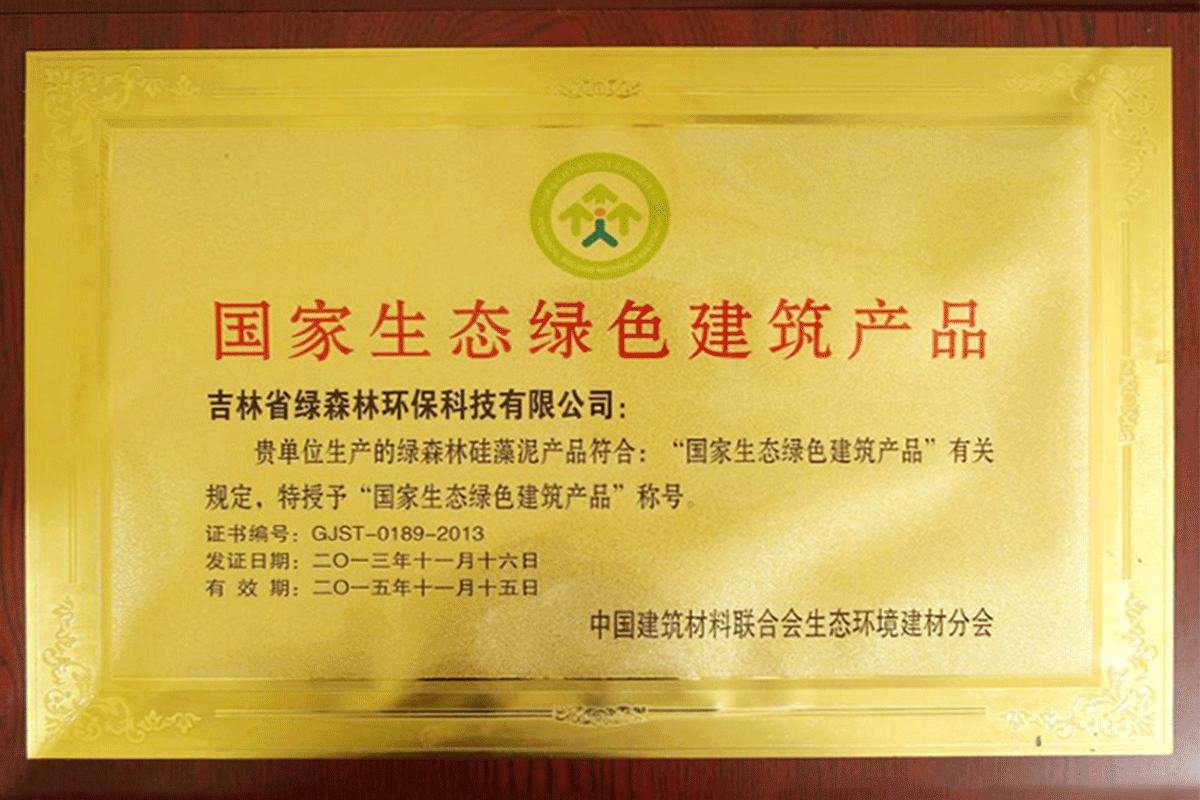 国家生态绿色建筑产品
吉林省绿森林环保科技有限公司：
贵单位生产的绿森林硅藻泥产品符合：“国家生态绿色建筑产品”有关
规定，特授予“国家生态绿色建筑产品”称号。
证书编号：GJST-0189-2013
发证日期：二〇一三年十一月十六日
有 效 期：二〇一五年十一月十五日
中国建筑材料联合会生态环境建材分会